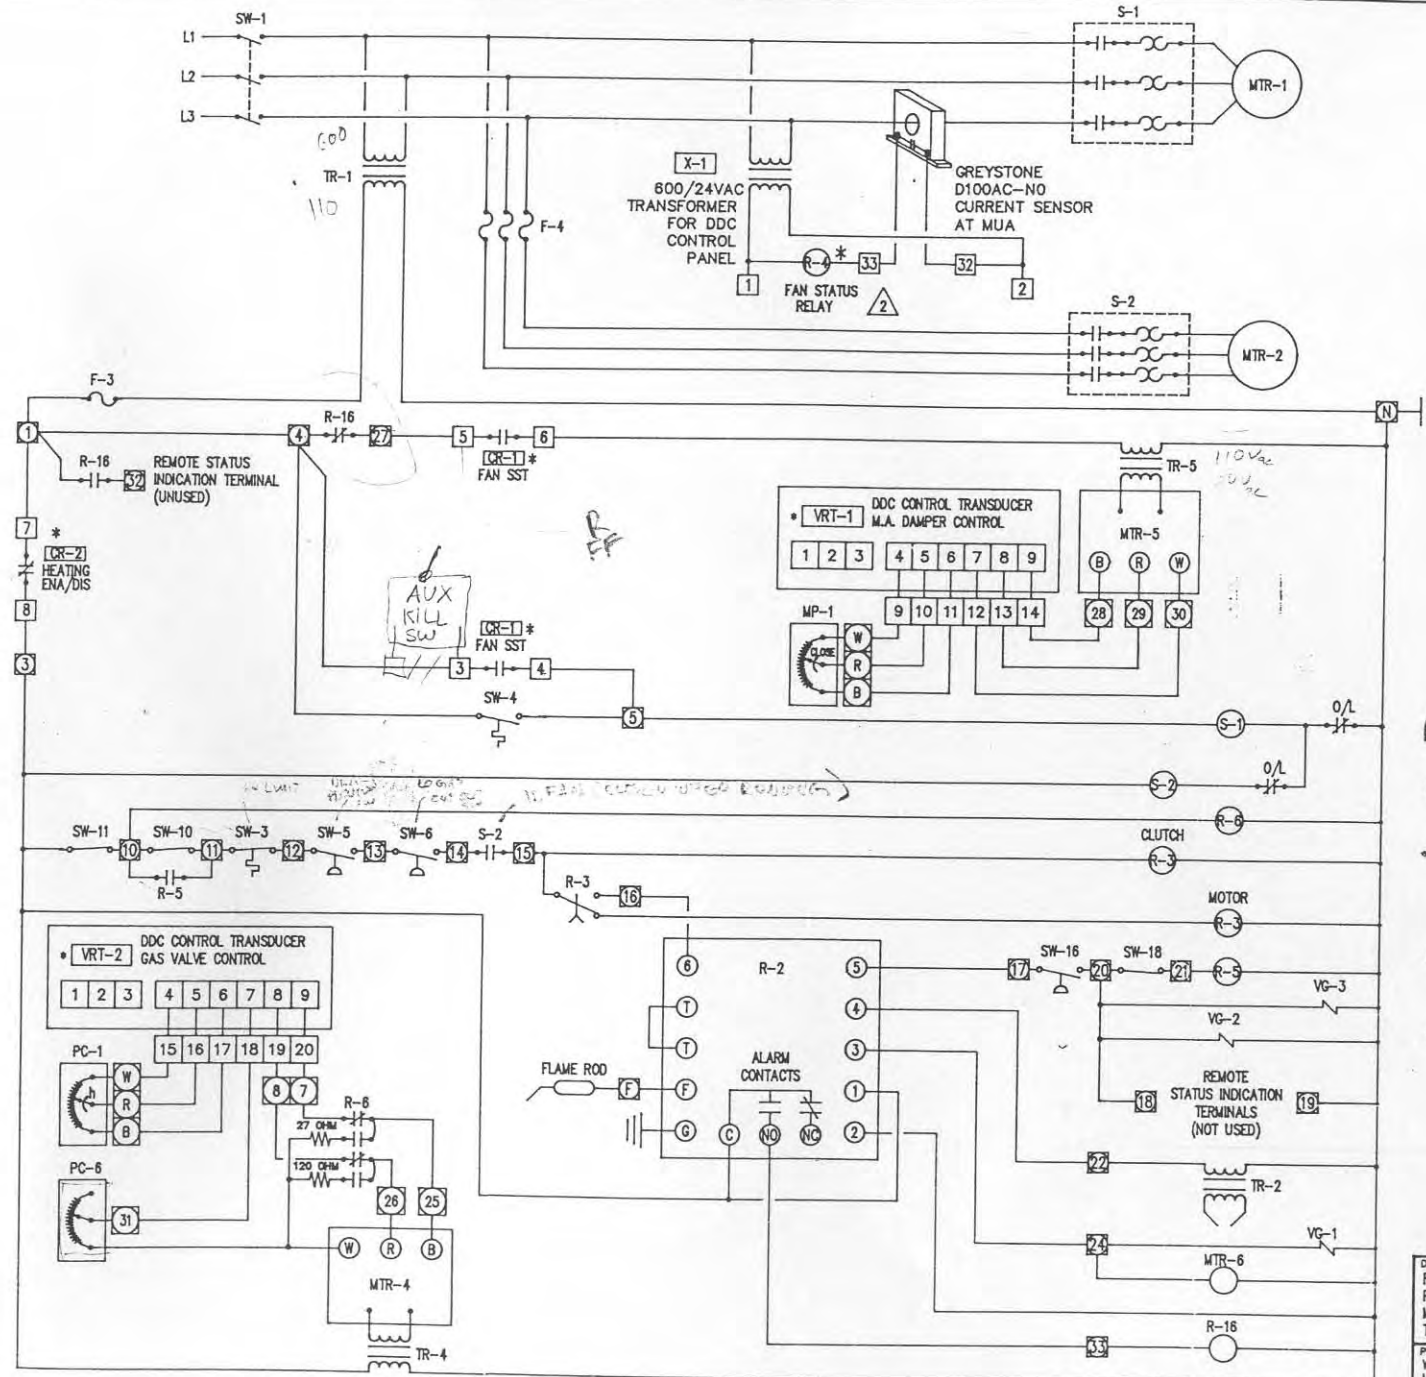 SW-1
S-1
L1
L2
L3
MTR-1
600
TR-1
110
F-4
X-1
600/24VAC
TRANSFORMER
FOR DDC
CONTROL
PANEL
GREYSTONE
D100AC-NO
CURRENT SENSOR
AT MUA
1
R-4 *
33
32
2
FAN STATUS
RELAY
2
S-2
MTR-2
F-3
N
1
4
R-16
27
5
6
CR-1 *
FAN SST
R-16
32
REMOTE STATUS
INDICATION TERMINAL
(UNUSED)
TR-5
110Vac
7
*
CR-2
HEATING
ENA/DIS
8
3
* VRT-1
DDC CONTROL TRANSDUCER
M.A. DAMPER CONTROL
1 2 3 4 5 6 7 8 9
9 10 11 12 13 14
MTR-5
B R W
28 29 30
MP-1
CLOSE
W
R
B
AUX
KILL
SW
CR-1 *
FAN SST
3
4
SW-4
5
S-1
O/L
S-2
O/L
R-6
SW-11
10
SW-10
11
SW-3
12
SW-5
13
SW-6
14
S-2
15
R-5
CLUTCH
R-3
R-3
16
MOTOR
R-3
* VRT-2
DDC CONTROL TRANSDUCER
GAS VALVE CONTROL
1 2 3 4 5 6 7 8 9
15 16 17 18 19 20
PC-1
W
R
B
8
7
R-6
27 OHM
120 OHM
PC-6
31
26
25
W R B
MTR-4
TR-4
R-2
6
T
T
F
G
5
4
3
1
2
ALARM
CONTACTS
C
NO
NC
FLAME ROD
F
17
SW-16
20
SW-18
21
R-5
VG-3
VG-2
18
REMOTE
STATUS INDICATION
TERMINALS
(NOT USED)
19
22
TR-2
24
VG-1
MTR-6
R-16
33